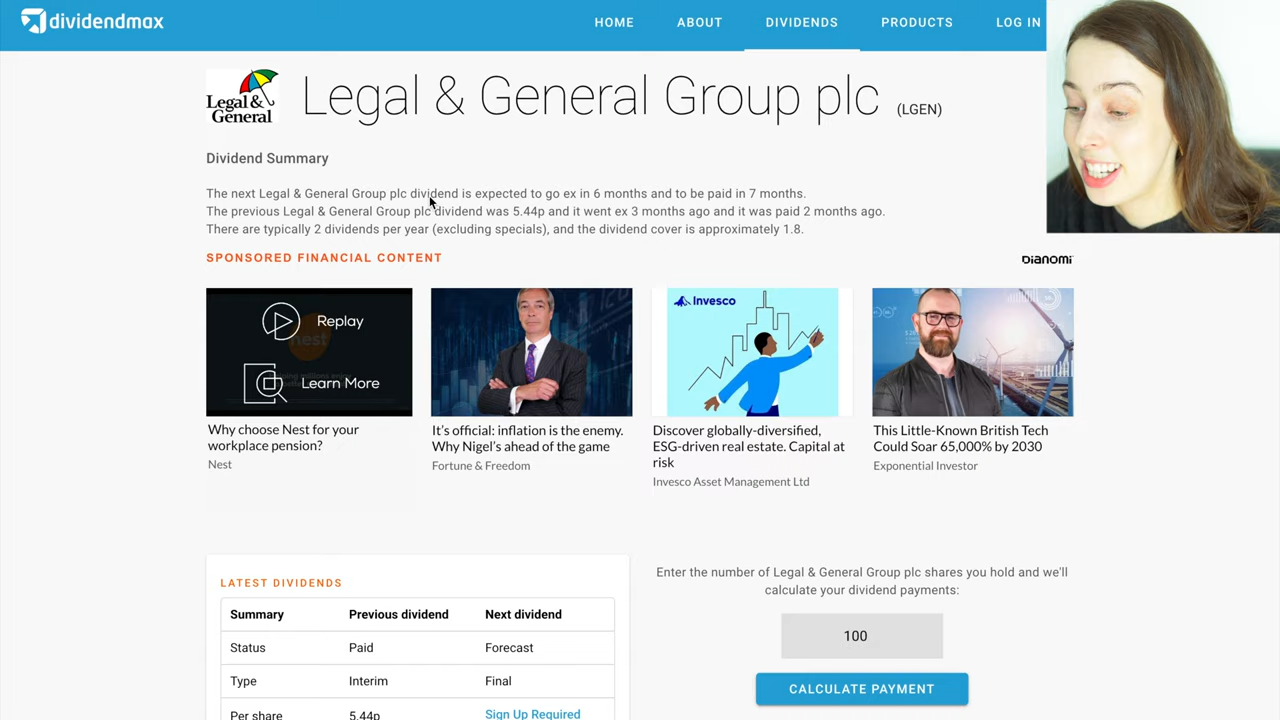 dividendmax
HOME
ABOUT
DIVIDENDS
PRODUCTS
LOG IN
Legal & General
Legal & General Group plc (LGEN)
Dividend Summary
The next Legal & General Group plc dividend is expected to go ex in 6 months and to be paid in 7 months.
The previous Legal & General Group plc dividend was 5.44p and it went ex 3 months ago and it was paid 2 months ago.
There are typically 2 dividends per year (excluding specials), and the dividend cover is approximately 1.8.
SPONSORED FINANCIAL CONTENT
DIANOMI
Replay
nest
Learn More
Invesco
Why choose Nest for your
workplace pension?
Nest
It's official: inflation is the enemy.
Why Nigel's ahead of the game
Fortune & Freedom
Discover globally-diversified,
ESG-driven real estate. Capital at
risk
Invesco Asset Management Ltd
This Little-Known British Tech
Could Soar 65,000% by 2030
Exponential Investor
LATEST DIVIDENDS
Summary Previous dividend Next dividend
Status Paid Forecast
Type Interim Final
Per share 5.44p Sign Up Required
Enter the number of Legal & General Group plc shares you hold and we'll
calculate your dividend payments:
100
CALCULATE PAYMENT